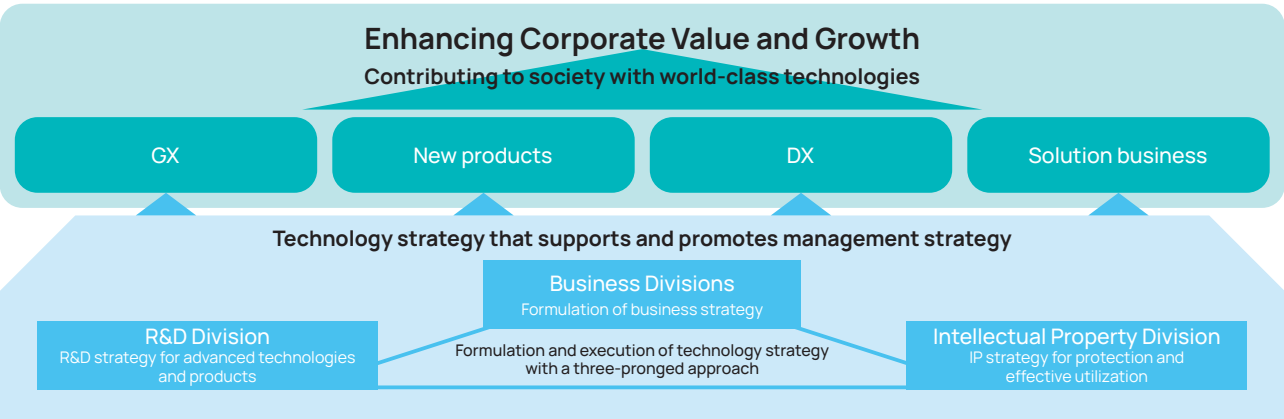 Enhancing Corporate Value and Growth
Contributing to society with world-class technologies
GX
New products
DX
Solution business
Technology strategy that supports and promotes management strategy
Business Divisions
Formulation of business strategy
R&D Division
R&D strategy for advanced technologies
and products
Formulation and execution of technology strategy
with a three-pronged approach
Intellectual Property Division
IP strategy for protection and
effective utilization